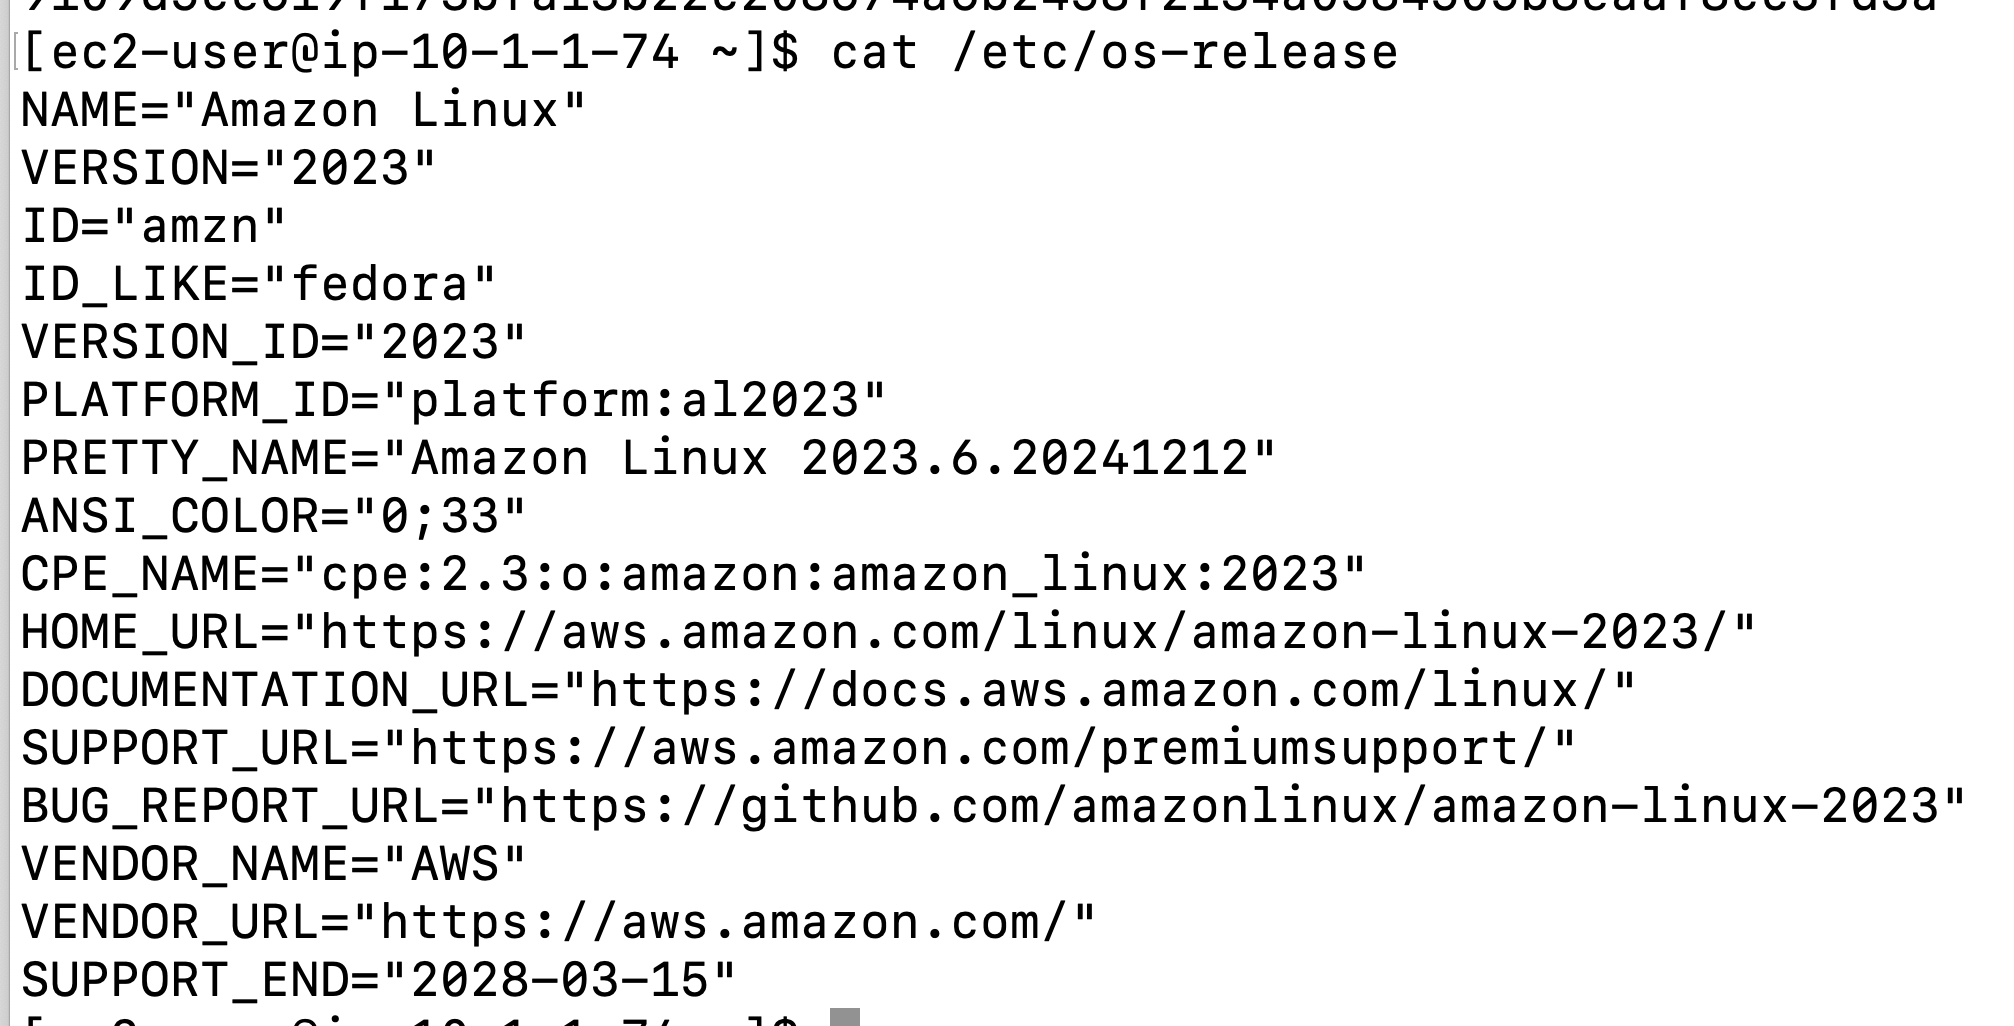 [ec2-user@ip-10-1-1-74 ~]$ cat /etc/os-release
NAME="Amazon Linux"
VERSION="2023"
ID="amzn"
ID_LIKE="fedora"
VERSION_ID="2023"
PLATFORM_ID="platform:al2023"
PRETTY_NAME="Amazon Linux 2023.6.20241212"
ANSI_COLOR="0;33"
CPE_NAME="cpe:2.3:o:amazon:amazon_linux:2023"
HOME_URL="https://aws.amazon.com/linux/amazon-linux-2023/"
DOCUMENTATION_URL="https://docs.aws.amazon.com/linux/"
SUPPORT_URL="https://aws.amazon.com/premiumsupport/"
BUG_REPORT_URL="https://github.com/amazonlinux/amazon-linux-2023"
VENDOR_NAME="AWS"
VENDOR_URL="https://aws.amazon.com/"
SUPPORT_END="2028-03-15"